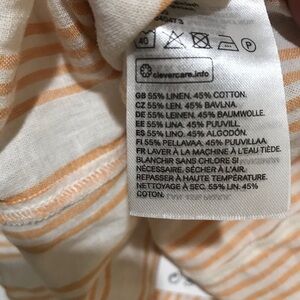 40
P
clevercare.info
GB 55% LINEN. 45% COTTON.
CZ 55% LEN. 45% BAVLNA.
DE 55% LEINEN. 45% BAUMWOLLE.
EE 55% LINA. 45% PUUVILL.
ES 55% LINO. 45% ALGODÓN.
FI 55% PELLAVAA. 45% PUUVILLAA.
FR LAVER À LA MACHINE À L'EAU TIÈDE.
BLANCHIR SANS CHLORE SI
NÉCESSAIRE. SÉCHER À L'AIR.
REPASSER À HAUTE TEMPÉRATURE.
NETTOYAGE À SEC. 55% LIN. 45%
COTON.